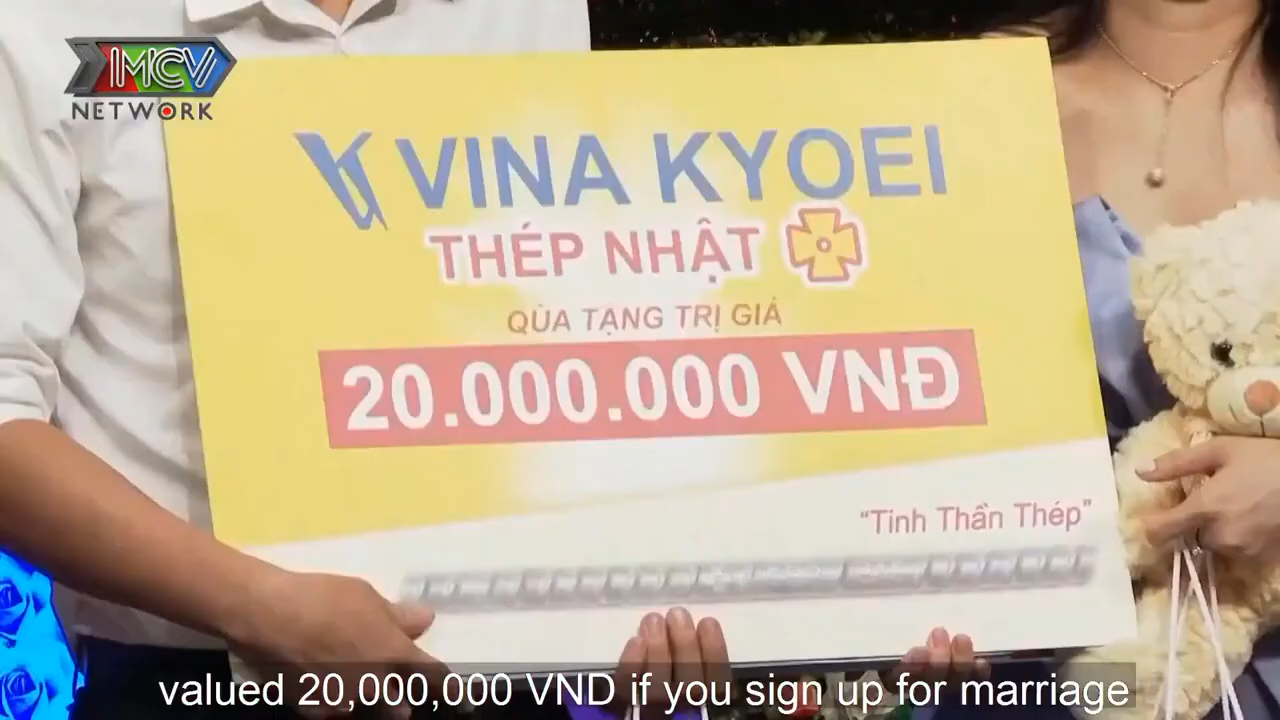 MCV
NETWORK
VINA KYOEI
THÉP NHẬT
QÙA TẶNG TRỊ GIÁ
20.000.000 VNĐ
“Tinh Thần Thép”
valued 20,000,000 VND if you sign up for marriage